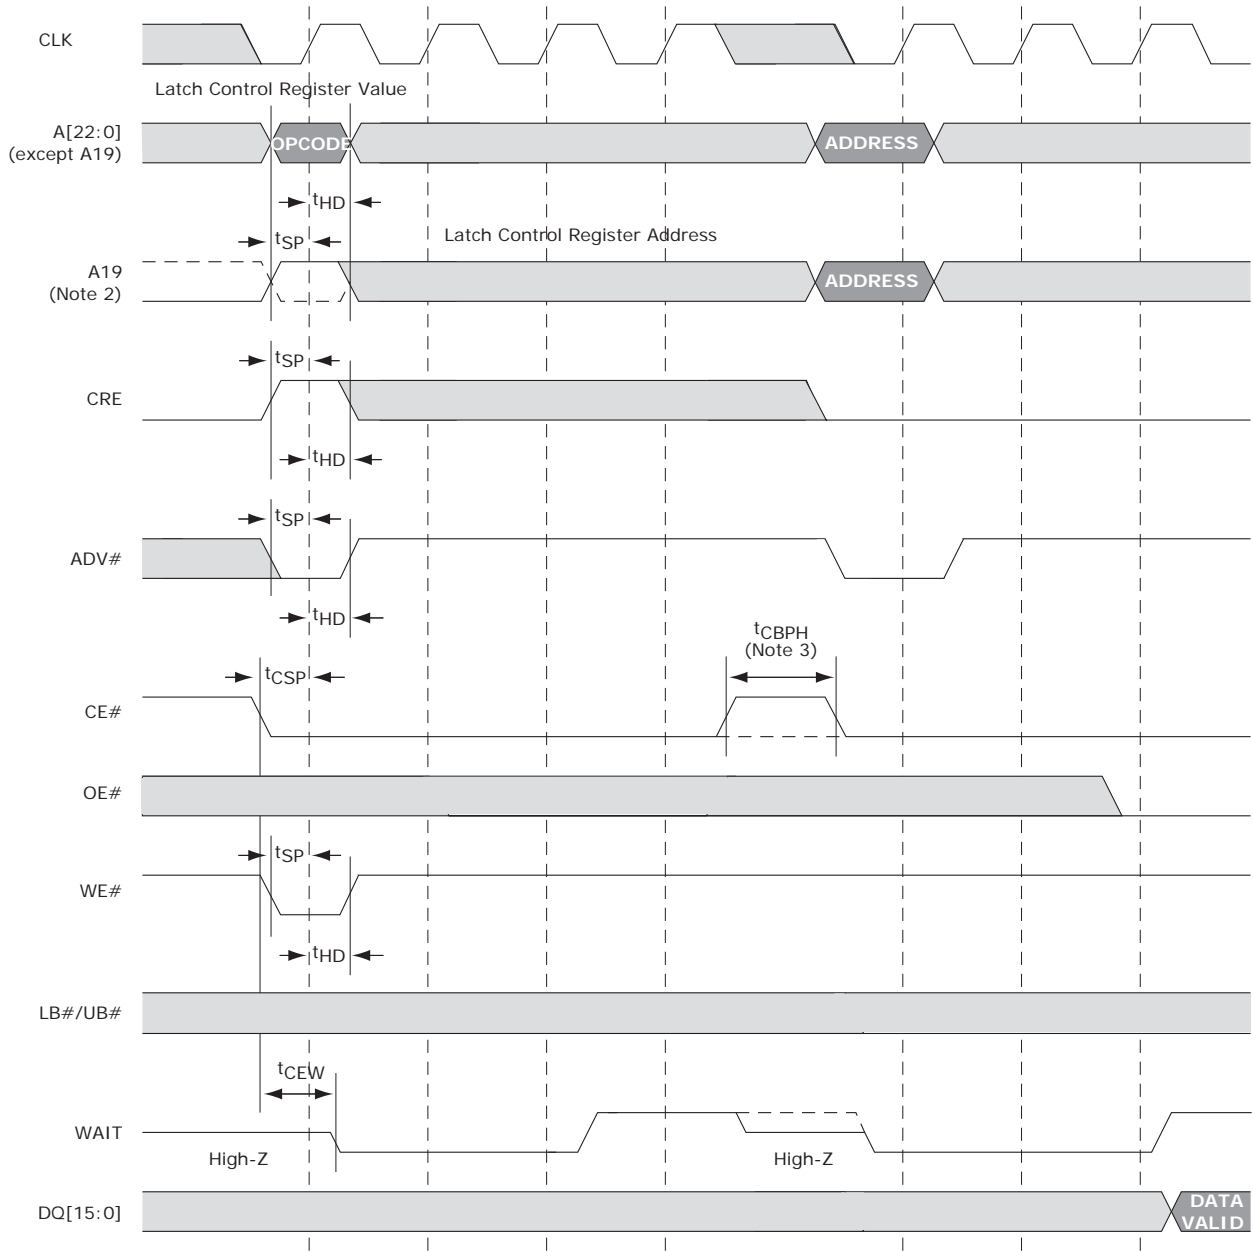 CLK
Latch Control Register Value
A[22:0]
(except A19)
OPCODE
ADDRESS
tHD
tSP
Latch Control Register Address
A19
(Note 2)
ADDRESS
tSP
CRE
tHD
tSP
ADV#
tHD
tCBPH
(Note 3)
tCSP
CE#
OE#
tSP
WE#
tHD
LB#/UB#
tCEW
WAIT
High-Z
High-Z
DQ[15:0]
DATA
VALID